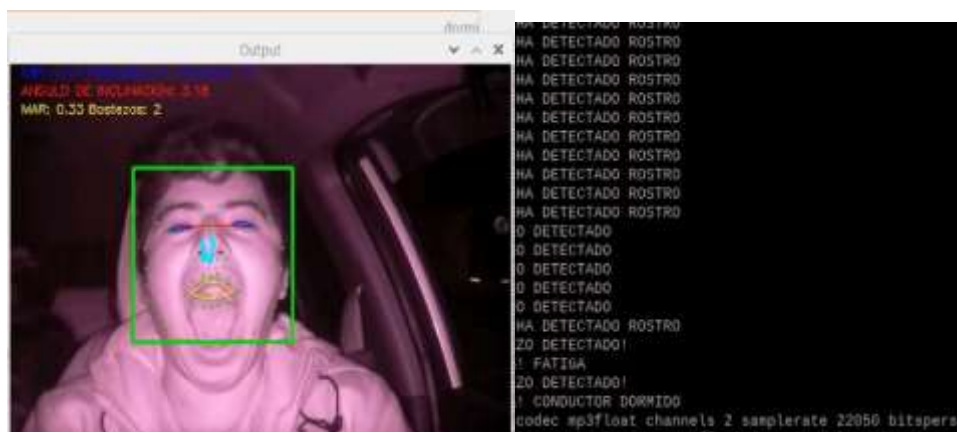 dormi
Output
ANGULO DE INCLINACION: 3.18
MAR: 0.33 Bostezos: 2
HA DETECTADO ROSTRO
HA DETECTADO ROSTRO
HA DETECTADO ROSTRO
HA DETECTADO ROSTRO
HA DETECTADO ROSTRO
HA DETECTADO ROSTRO
HA DETECTADO ROSTRO
HA DETECTADO ROSTRO
HA DETECTADO ROSTRO
HA DETECTADO ROSTRO
HA DETECTADO ROSTRO
O DETECTADO
O DETECTADO
O DETECTADO
O DETECTADO
O DETECTADO
HA DETECTADO ROSTRO
ZO DETECTADO!
! FATIGA
ZO DETECTADO!
! CONDUCTOR DORMIDO
codec mp3float channels 2 samplerate 22050 bitspers